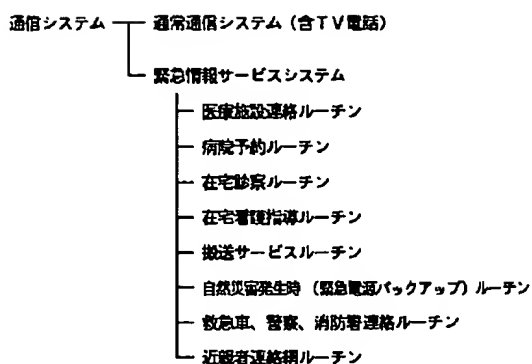 通信システム 通常通信システム（含ＴＶ電話）
緊急情報サービスシステム
医療施設連絡ルーチン
病院予約ルーチン
在宅診察ルーチン
在宅看護指導ルーチン
搬送サービスルーチン
自然災害発生時（緊急電源バックアップ）ルーチン
救急車、警察、消防署連絡ルーチン
近親者連絡網ルーチン